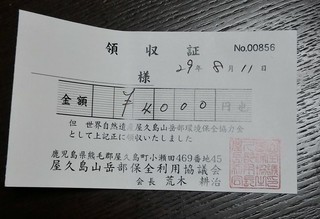 領収証 No.00856
29年 8月 11日
様
金額 ¥4000 円也
但 世界自然遺産屋久島山岳部環境保全協力金
として上記正に領収いたしました
鹿児島県熊毛郡屋久島町小瀬田469番地45
屋久島山岳部保全利用協議会
会長 荒木 耕治